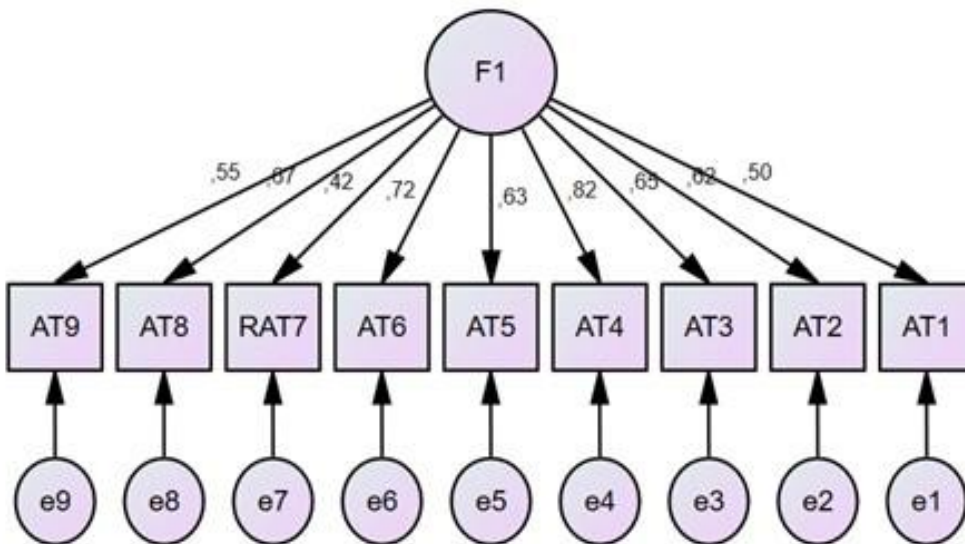 F1
,55 ,67 ,42 ,72 ,63 ,82 ,65 ,62 ,50
AT9 AT8 RAT7 AT6 AT5 AT4 AT3 AT2 AT1
e9 e8 e7 e6 e5 e4 e3 e2 e1